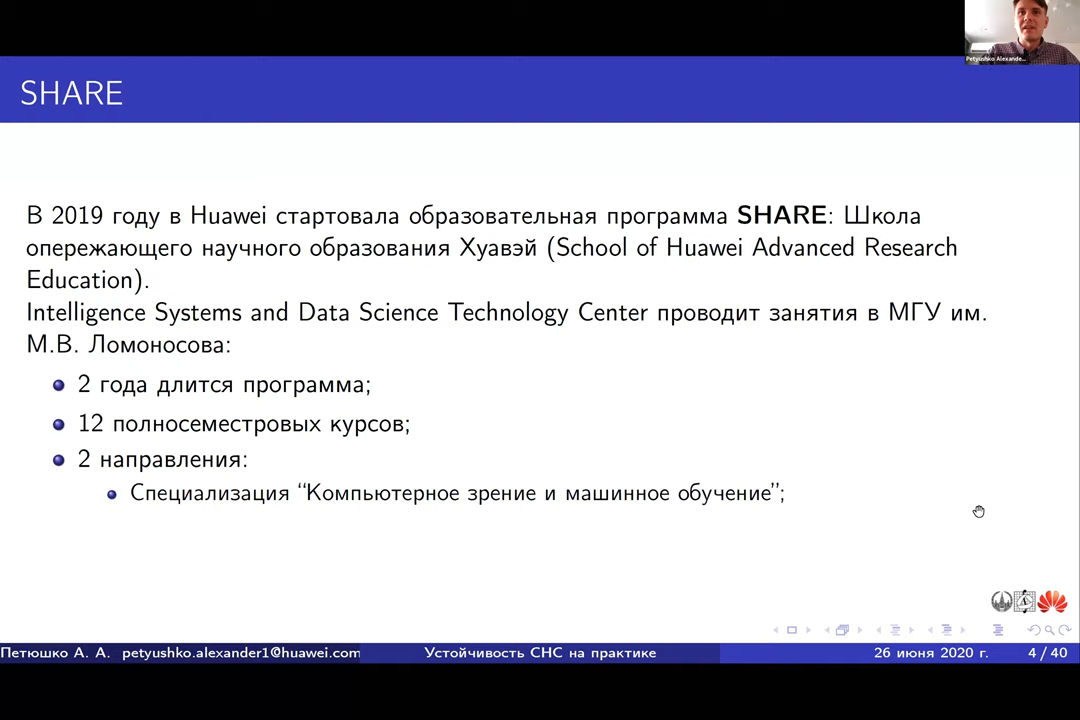 Petyushko Alexande...
SHARE
В 2019 году в Huawei стартовала образовательная программа SHARE: Школа
опережающего научного образования Хуавэй (School of Huawei Advanced Research
Education).
Intelligence Systems and Data Science Technology Center проводит занятия в МГУ им.
М.В. Ломоносова:
2 года длится программа;
12 полносеместровых курсов;
2 направления:
Специализация “Компьютерное зрение и машинное обучение”;
Петюшко А. А. petyushko.alexander1@huawei.com Устойчивость СНС на практике 26 июня 2020 г. 4 / 40